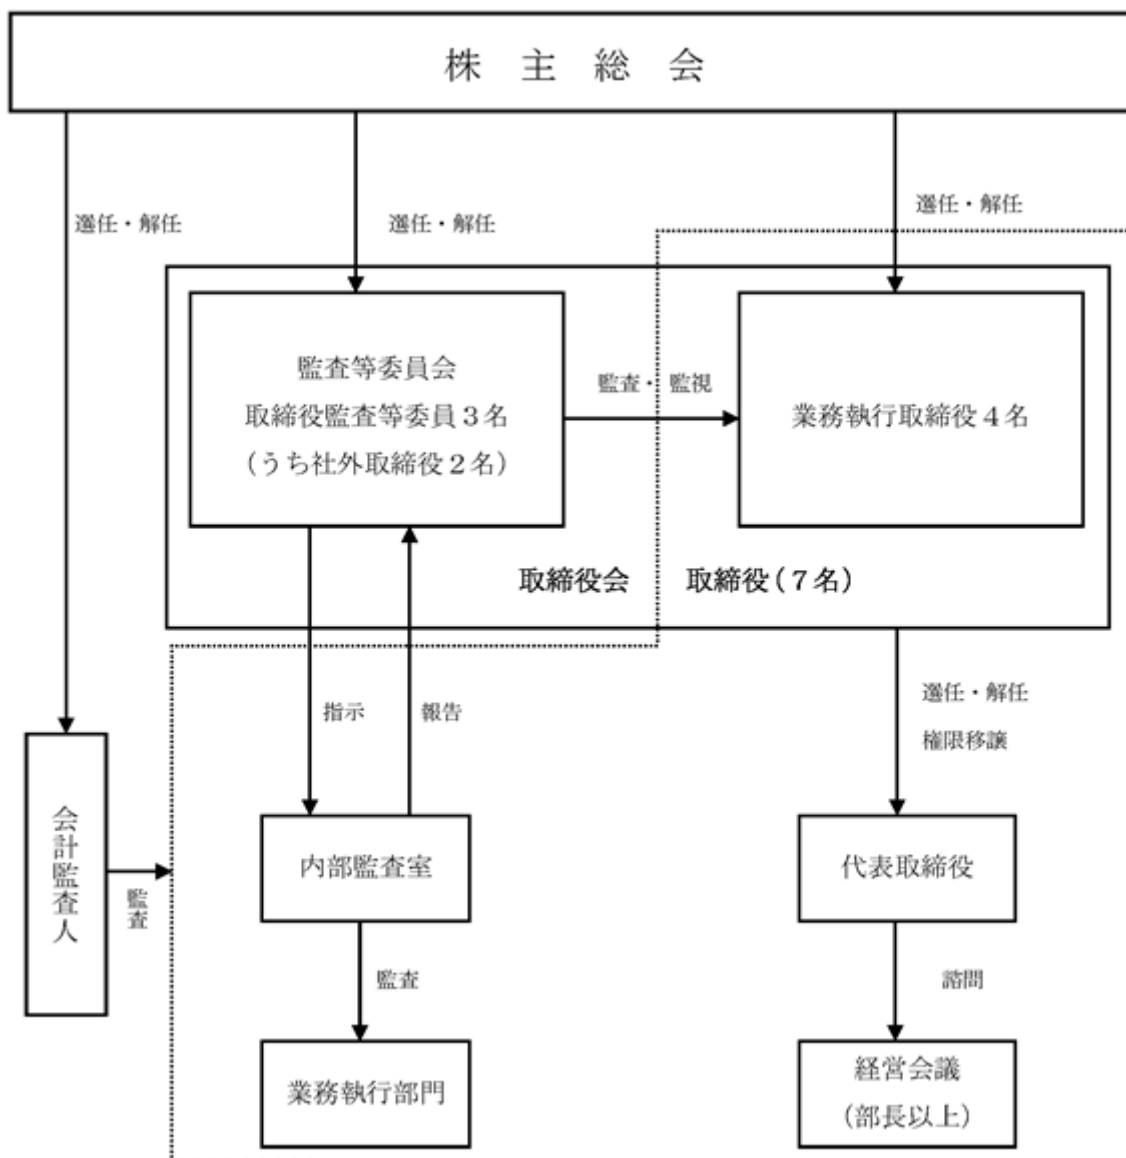 株主総会
選任・解任
選任・解任
選任・解任
監査等委員会
取締役監査等委員3名
(うち社外取締役2名)
監査・監視
業務執行取締役4名
取締役会
取締役(7名)
指示
報告
選任・解任
権限移譲
会計監査人
監査
内部監査室
代表取締役
監査
諮問
業務執行部門
経営会議
(部長以上)